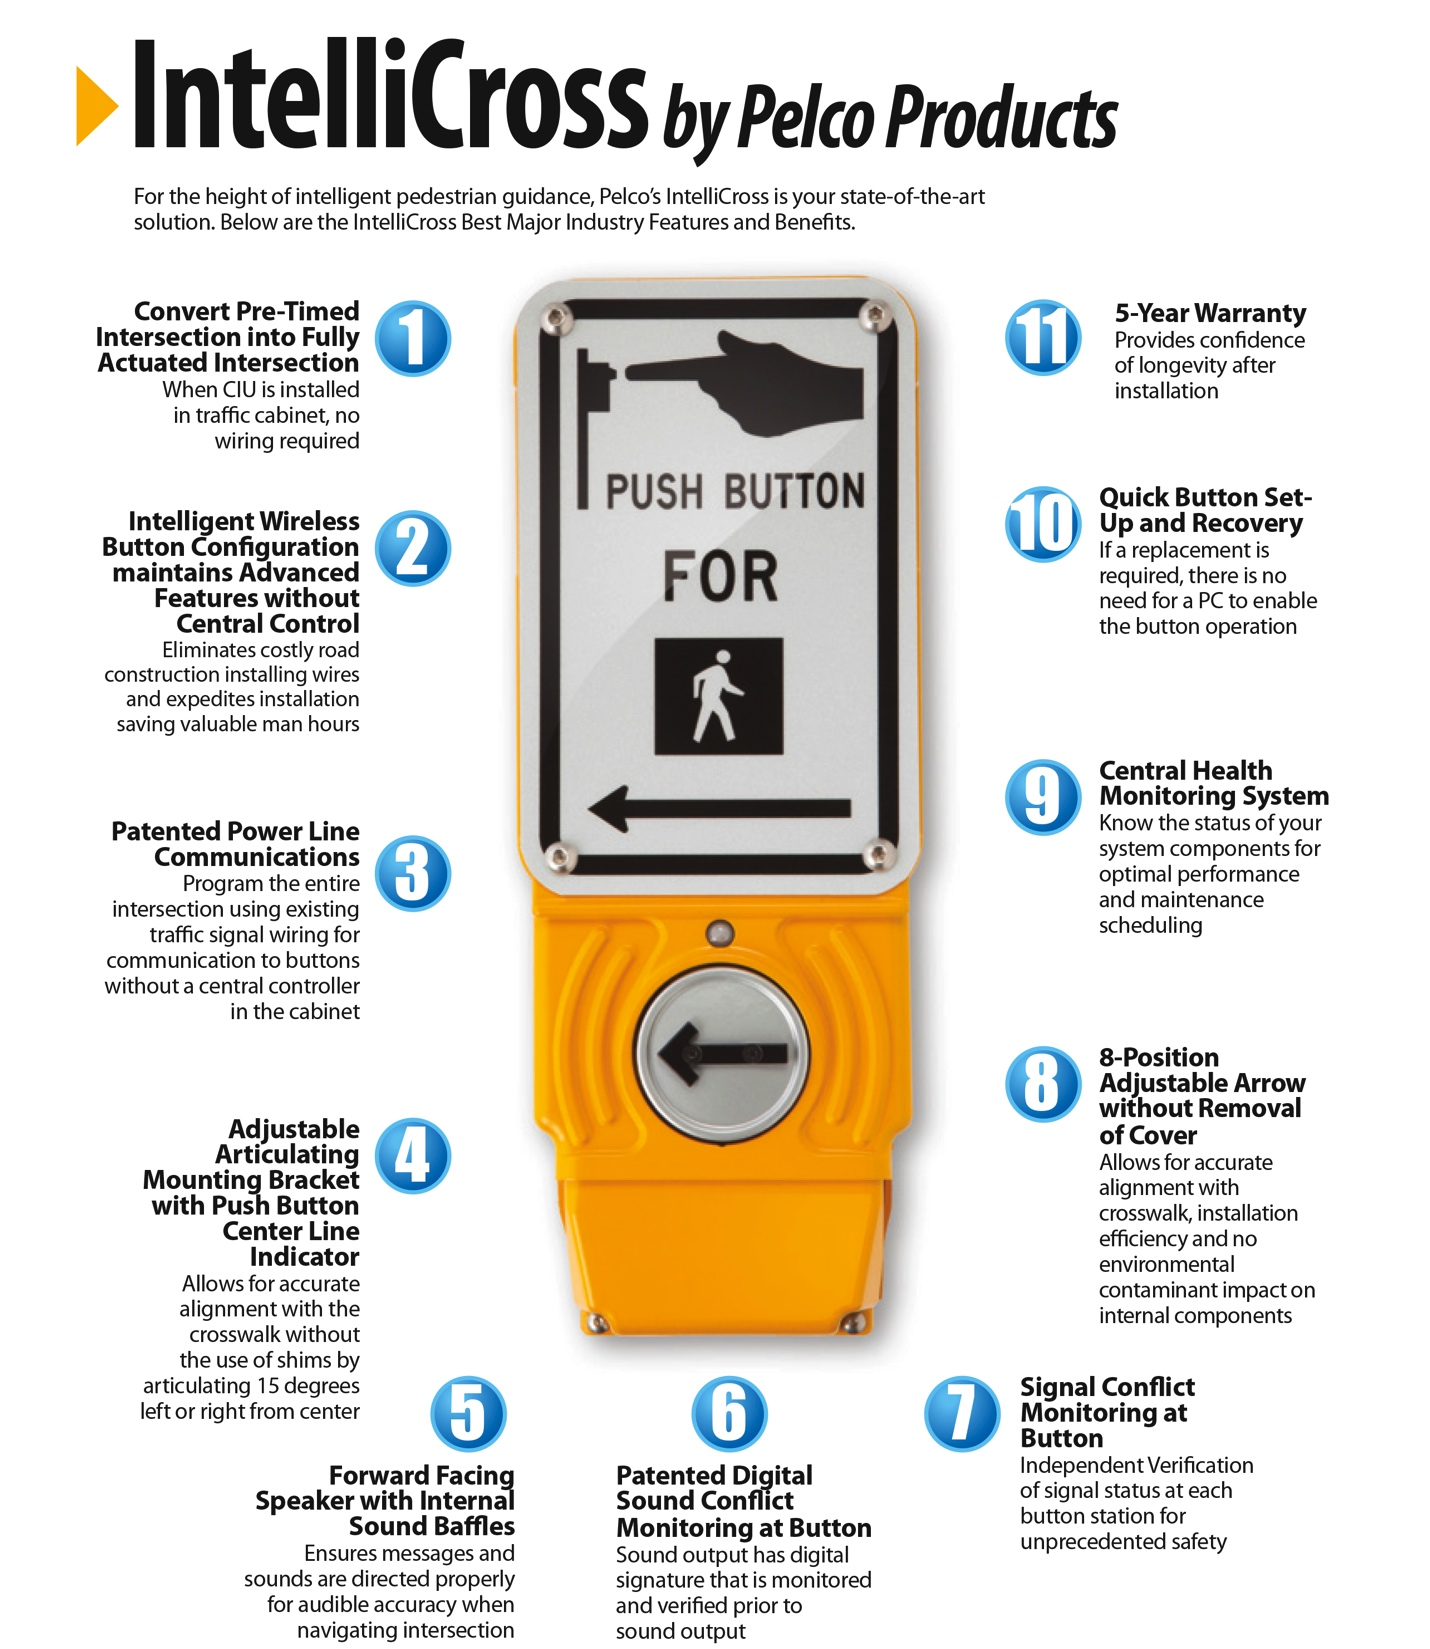 IntelliCross by Pelco Products
For the height of intelligent pedestrian guidance, Pelco's IntelliCross is your state-of-the-art
solution. Below are the IntelliCross Best Major Industry Features and Benefits.
1
Convert Pre-Timed
Intersection into Fully
Actuated Intersection
When CIU is installed
in traffic cabinet, no
wiring required
2
Intelligent Wireless
Button Configuration
maintains Advanced
Features without
Central Control
Eliminates costly road
construction installing wires
and expedites installation
saving valuable man hours
3
Patented Power Line
Communications
Program the entire
intersection using existing
traffic signal wiring for
communication to buttons
without a central controller
in the cabinet
4
Adjustable
Articulating
Mounting Bracket
with Push Button
Center Line
Indicator
Allows for accurate
alignment with the
crosswalk without
the use of shims by
articulating 15 degrees
left or right from center
5
Forward Facing
Speaker with Internal
Sound Baffles
Ensures messages and
sounds are directed properly
for audible accuracy when
navigating intersection
6
Patented Digital
Sound Conflict
Monitoring at Button
Sound output has digital
signature that is monitored
and verified prior to
sound output
7
Signal Conflict
Monitoring at
Button
Independent Verification
of signal status at each
button station for
unprecedented safety
8
8-Position
Adjustable Arrow
without Removal
of Cover
Allows for accurate
alignment with
crosswalk, installation
efficiency and no
environmental
contaminant impact on
internal components
9
Central Health
Monitoring System
Know the status of your
system components for
optimal performance
and maintenance
scheduling
10
Quick Button Set-
Up and Recovery
If a replacement is
required, there is no
need for a PC to enable
the button operation
11
5-Year Warranty
Provides confidence
of longevity after
installation
PUSH BUTTON
FOR